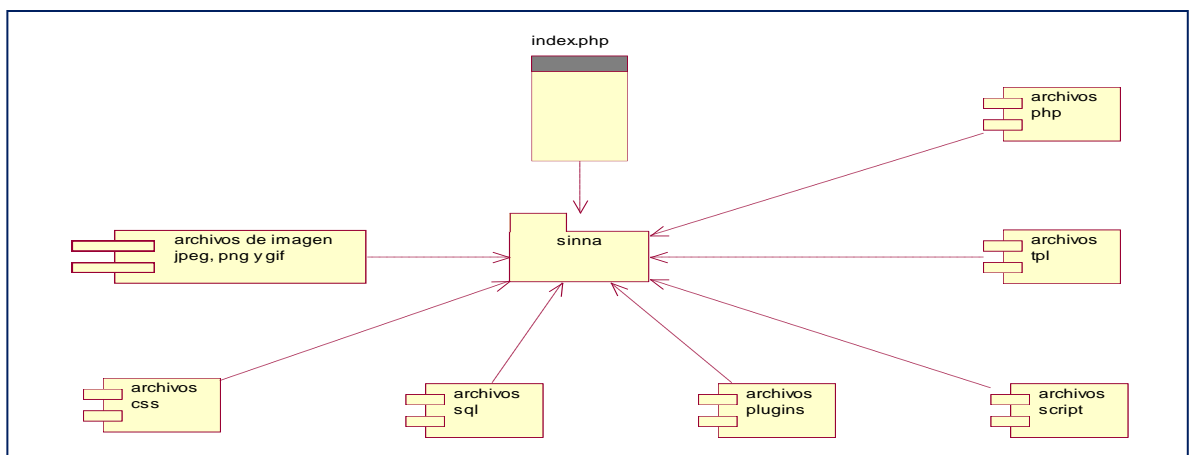 index.php
archivos
php
sinna
archivos de imagen
jpeg, png y gif
archivos
tpl
archivos
css
archivos
sql
archivos
plugins
archivos
script